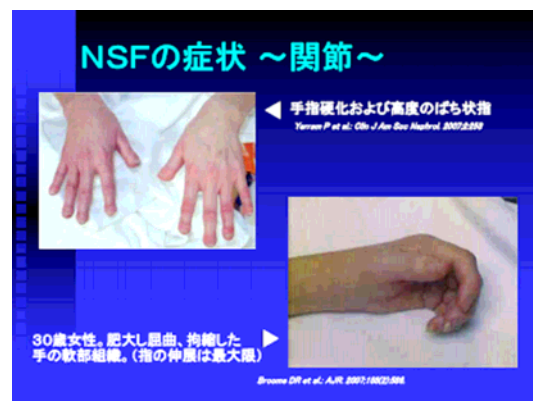 NSFの症状 ～関節～
手指硬化および高度のばち状指
Yerram P et al.: Clin J Am Soc Nephrol. 2007;2:258
30歳女性。肥大し屈曲、拘縮した
手の軟部組織。（指の伸展は最大限）
Broome DR et al.: AJR. 2007;188(2):586.